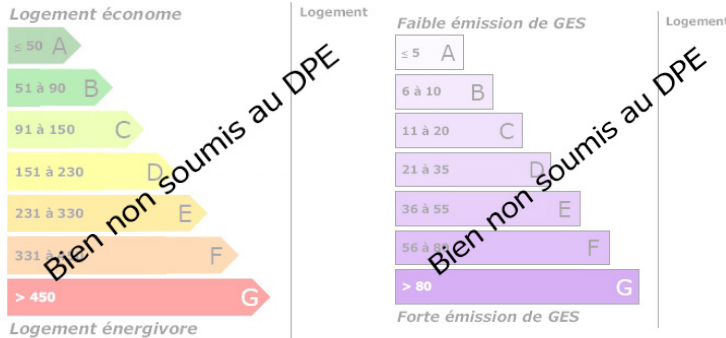 Logement économe
Logement
≤ 50 A
51 à 90 B
91 à 150 C
151 à 230 D
231 à 330 E
331 à F
> 450 G
Logement énergivore
Bien non soumis au DPE
Faible émission de GES
Logement
≤ 5 A
6 à 10 B
11 à 20 C
21 à 35 D
36 à 55 E
56 à 80 F
> 80 G
Forte émission de GES
Bien non soumis au DPE